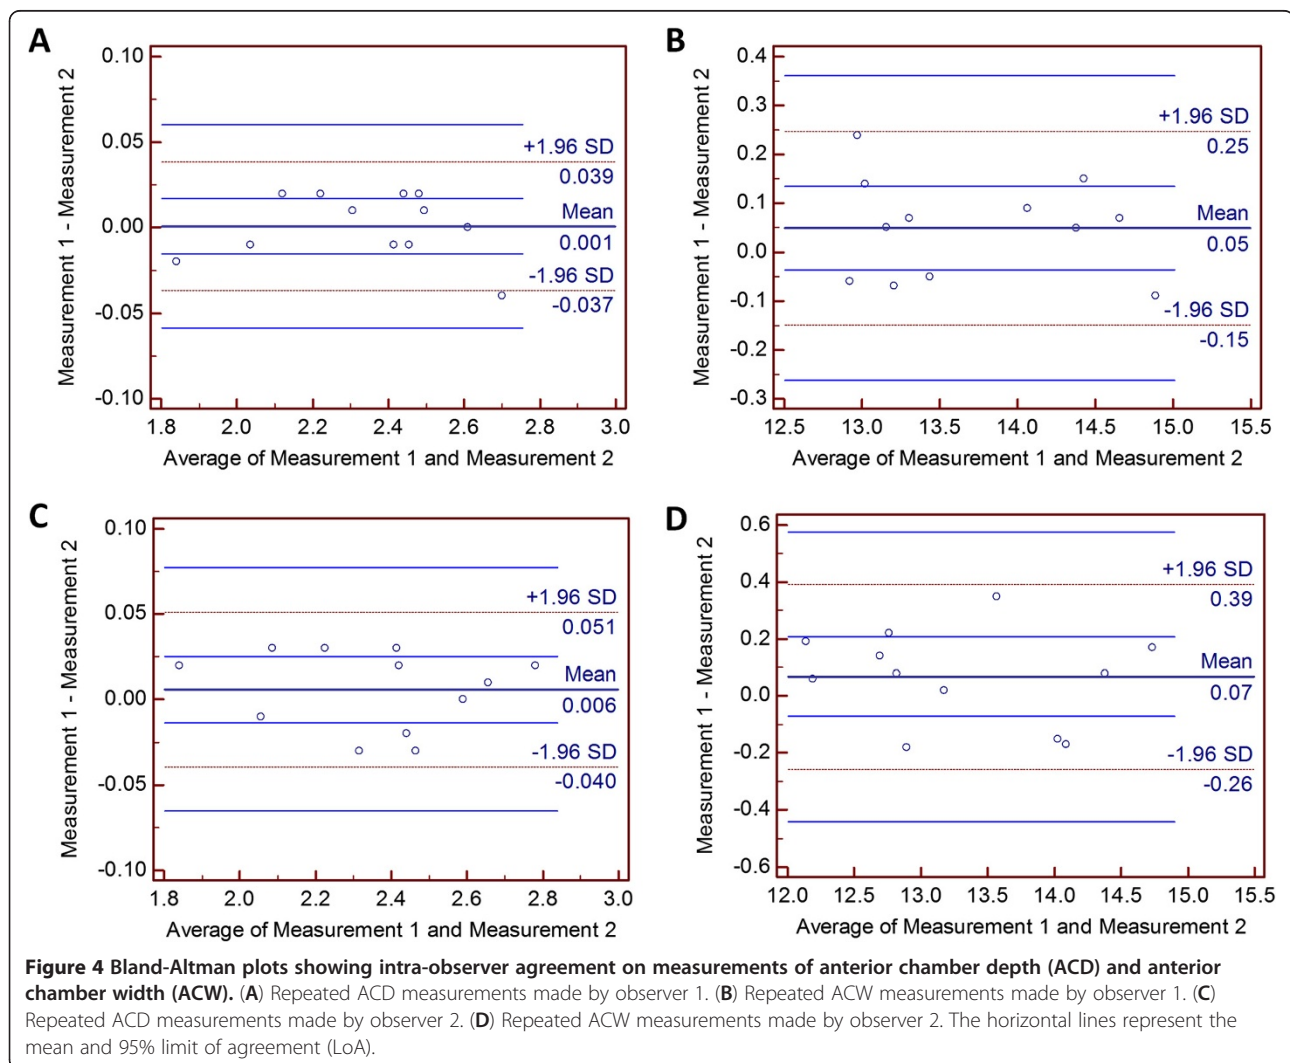 A
Measurement 1 - Measurement 2
0.10
0.05
0.00
-0.05
-0.10
+1.96 SD
0.039
Mean
0.001
-1.96 SD
-0.037
1.8 2.0 2.2 2.4 2.6 2.8 3.0
Average of Measurement 1 and Measurement 2
B
Measurement 1 - Measurement 2
0.4
0.3
0.2
0.1
0.0
-0.1
-0.2
-0.3
+1.96 SD
0.25
Mean
0.05
-1.96 SD
-0.15
12.5 13.0 13.5 14.0 14.5 15.0 15.5
Average of Measurement 1 and Measurement 2
C
Measurement 1 - Measurement 2
0.10
0.05
0.00
-0.05
-0.10
+1.96 SD
0.051
Mean
0.006
-1.96 SD
-0.040
1.8 2.0 2.2 2.4 2.6 2.8 3.0
Average of Measurement 1 and Measurement 2
D
Measurement 1 - Measurement 2
0.6
0.4
0.2
0.0
-0.2
-0.4
-0.6
+1.96 SD
0.39
Mean
0.07
-1.96 SD
-0.26
12.0 12.5 13.0 13.5 14.0 14.5 15.0 15.5
Average of Measurement 1 and Measurement 2
Figure 4 Bland-Altman plots showing intra-observer agreement on measurements of anterior chamber depth (ACD) and anterior
chamber width (ACW). (A) Repeated ACD measurements made by observer 1. (B) Repeated ACW measurements made by observer 1. (C)
Repeated ACD measurements made by observer 2. (D) Repeated ACW measurements made by observer 2. The horizontal lines represent the
mean and 95% limit of agreement (LoA).